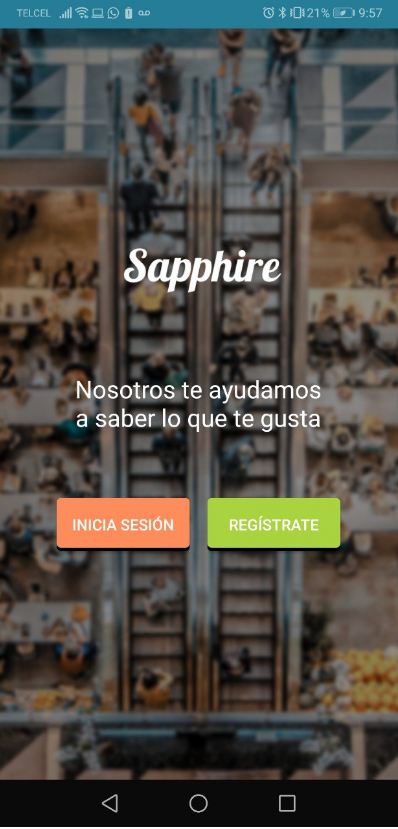 TELCEL 21% 9:57
Sapphire
Nosotros te ayudamos
a saber lo que te gusta
INICIA SESIÓN REGÍSTRATE